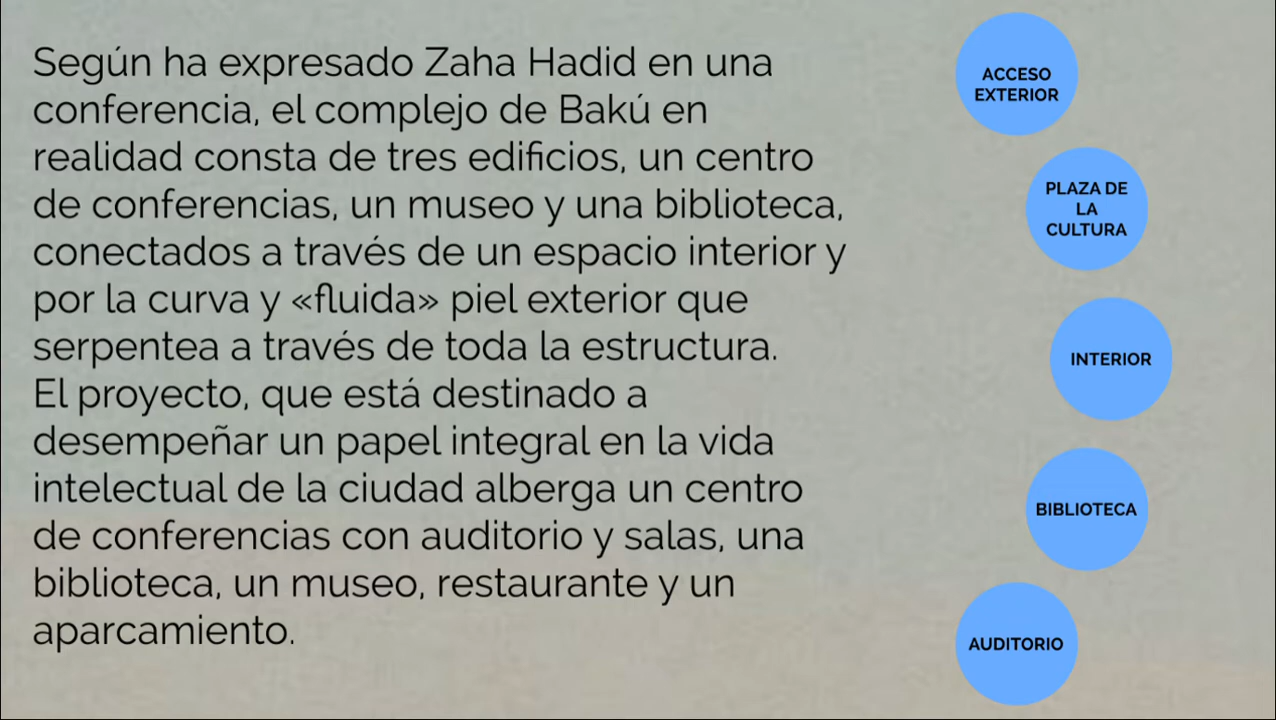 Según ha expresado Zaha Hadid en una
conferencia, el complejo de Bakú en
realidad consta de tres edificios, un centro
de conferencias, un museo y una biblioteca,
conectados a través de un espacio interior y
por la curva y «fluida» piel exterior que
serpentea a través de toda la estructura.
El proyecto, que está destinado a
desempeñar un papel integral en la vida
intelectual de la ciudad alberga un centro
de conferencias con auditorio y salas, una
biblioteca, un museo, restaurante y un
aparcamiento.
ACCESO
EXTERIOR
PLAZA DE
LA
CULTURA
INTERIOR
BIBLIOTECA
AUDITORIO